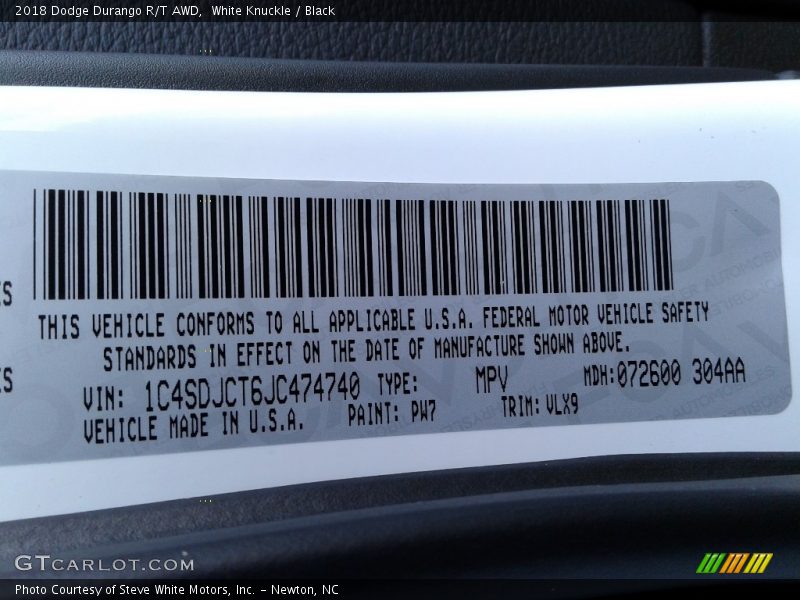 2018 Dodge Durango R/T AWD, White Knuckle / Black
ES
THIS VEHICLE CONFORMS TO ALL APPLICABLE U.S.A. FEDERAL MOTOR VEHICLE SAFETY
STANDARDS IN EFFECT ON THE DATE OF MANUFACTURE SHOWN ABOVE.
ES
VIN: 1C4SDJCT6JC474740 TYPE: MPV MDH:072600 304AA
VEHICLE MADE IN U.S.A. PAINT: PW7 TRIM: VLX9
GTCARLOT.COM
Photo Courtesy of Steve White Motors, Inc. – Newton, NC